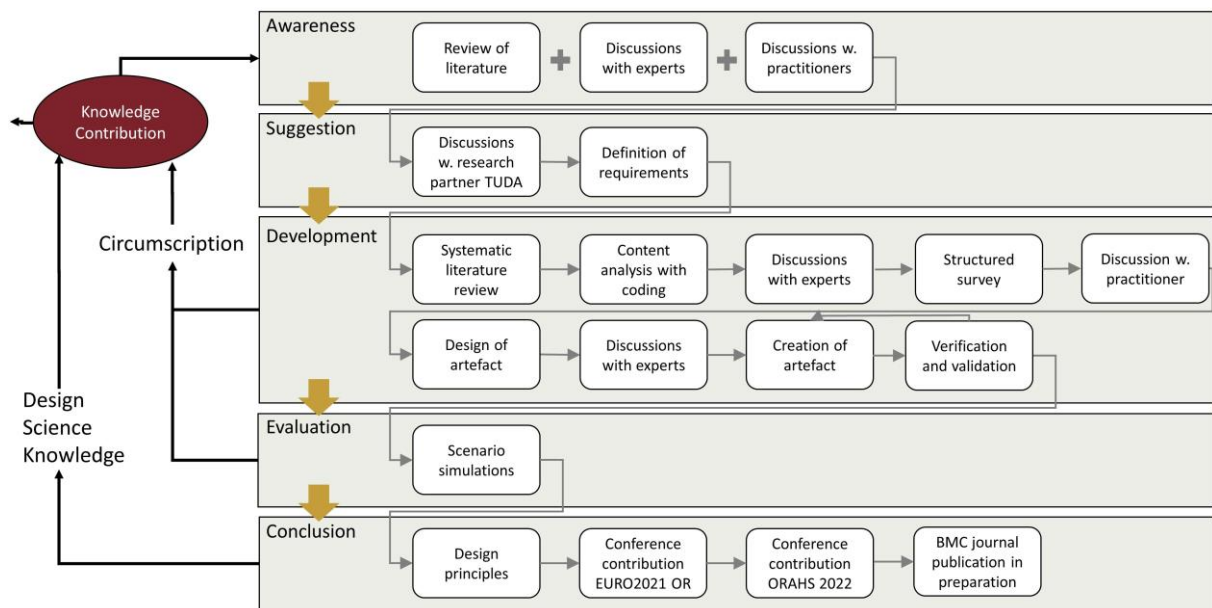 Awareness
Review of
literature
Discussions
with experts
Discussions w.
practitioners
Knowledge
Contribution
Suggestion
Discussions
w. research
partner TUDA
Definition of
requirements
Circumscription
Development
Systematic
literature
review
Content
analysis with
coding
Discussions
with experts
Structured
survey
Discussion w.
practitioner
Design of
artefact
Discussions
with experts
Creation of
artefact
Verification
and validation
Design
Science
Knowledge
Evaluation
Scenario
simulations
Conclusion
Design
principles
Conference
contribution
EURO2021 OR
Conference
contribution
ORAHS 2022
BMC journal
publication in
preparation